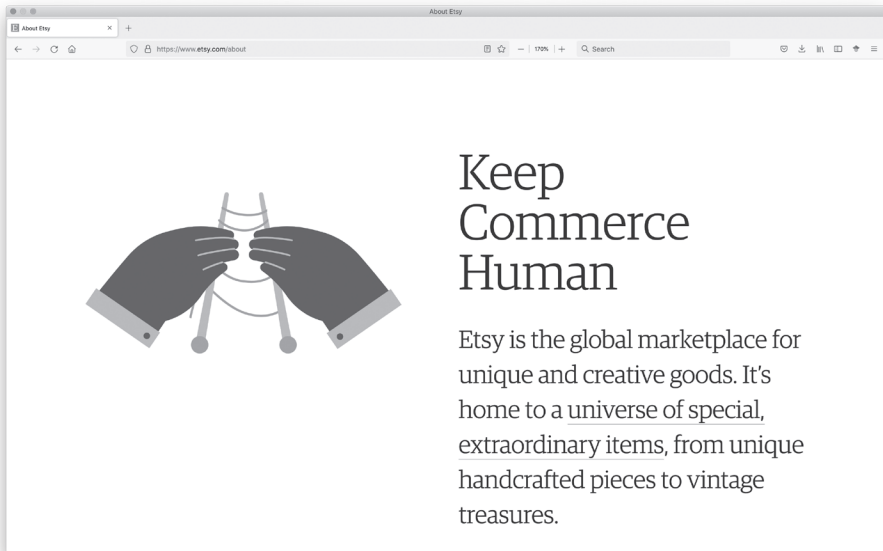 About Etsy
About Etsy
https://www.etsy.com/about
170%
Search
Keep
Commerce
Human
Etsy is the global marketplace for
unique and creative goods. It's
home to a universe of special,
extraordinary items, from unique
handcrafted pieces to vintage
treasures.